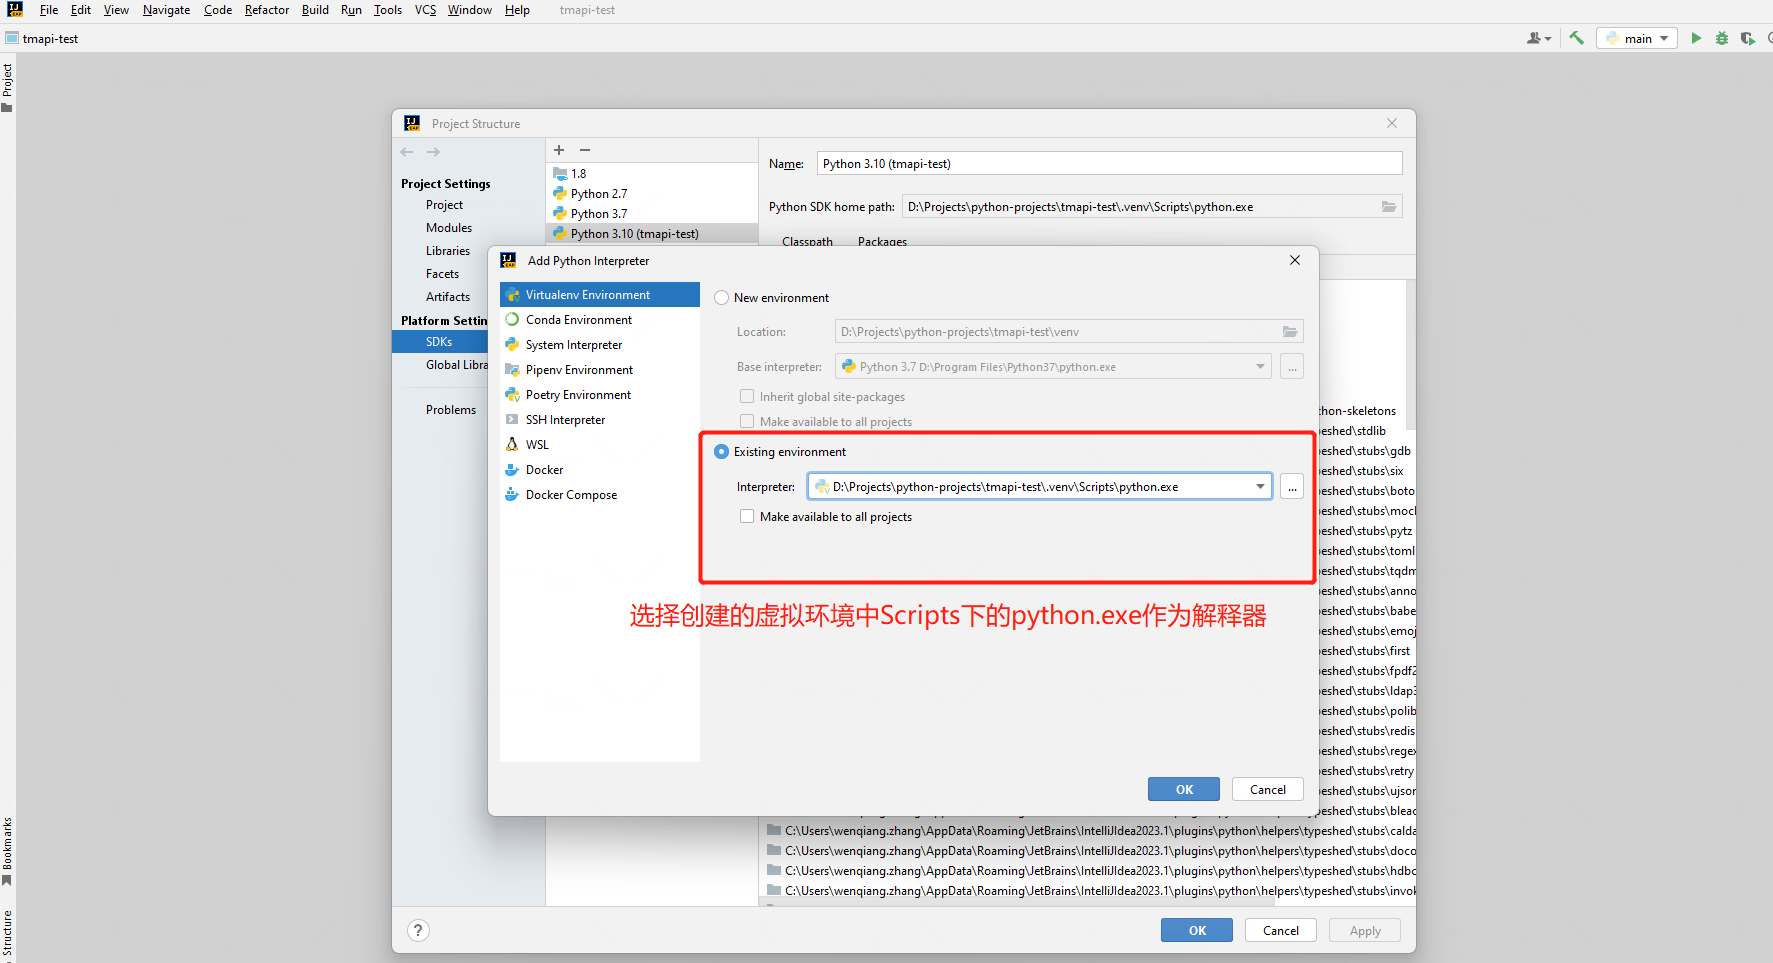 File Edit View Navigate Code Refactor Build Run Tools VCS Window Help tmapi-test
tmapi-test
main
Project
Bookmarks
Structure
Project Structure
Project Settings
Project
Modules
Libraries
Facets
Artifacts
Platform Settin
SDKs
Global Libra
Problems
1.8
Python 2.7
Python 3.7
Python 3.10 (tmapi-test)
Name: Python 3.10 (tmapi-test)
Python SDK home path: D:\Projects\python-projects\tmapi-test\.venv\Scripts\python.exe
Classpath Packages
Add Python Interpreter
Virtualenv Environment
Conda Environment
System Interpreter
Pipenv Environment
Poetry Environment
SSH Interpreter
WSL
Docker
Docker Compose
New environment
Location: D:\Projects\python-projects\tmapi-test\venv
Base interpreter: Python 3.7 D:\Program Files\Python37\python.exe ...
Inherit global site-packages
Make available to all projects
Existing environment
Interpreter: D:\Projects\python-projects\tmapi-test\.venv\Scripts\python.exe ...
Make available to all projects
选择创建的虚拟环境中Scripts下的python.exe作为解释器
OK Cancel
thon-skeletons
eshed\stdlib
eshed\stubs\gdb
eshed\stubs\six
eshed\stubs\boto
eshed\stubs\mocl
eshed\stubs\pytz
eshed\stubs\toml
eshed\stubs\tqdm
eshed\stubs\anno
eshed\stubs\babe
eshed\stubs\emoj
eshed\stubs\first
eshed\stubs\fpdf2
eshed\stubs\ldap3
eshed\stubs\polib
eshed\stubs\redis
eshed\stubs\regex
eshed\stubs\retry
eshed\stubs\ujsor
eshed\stubs\bleac
C:\Users\wenqiang.zhang\AppData\Roaming\JetBrains\IntelliJIdea2023.1\plugins\python\helpers\typeshed\stubs\calda
C:\Users\wenqiang.zhang\AppData\Roaming\JetBrains\IntelliJIdea2023.1\plugins\python\helpers\typeshed\stubs\doco
C:\Users\wenqiang.zhang\AppData\Roaming\JetBrains\IntelliJIdea2023.1\plugins\python\helpers\typeshed\stubs\hdbc
C:\Users\wenqiang.zhang\AppData\Roaming\JetBrains\IntelliJIdea2023.1\plugins\python\helpers\typeshed\stubs\invok
? OK Cancel Apply